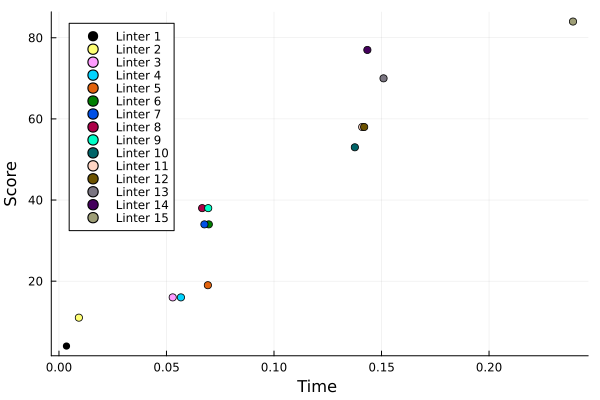 80
60
40
20
Score
Linter 1
Linter 2
Linter 3
Linter 4
Linter 5
Linter 6
Linter 7
Linter 8
Linter 9
Linter 10
Linter 11
Linter 12
Linter 13
Linter 14
Linter 15
0.00 0.05 0.10 0.15 0.20
Time